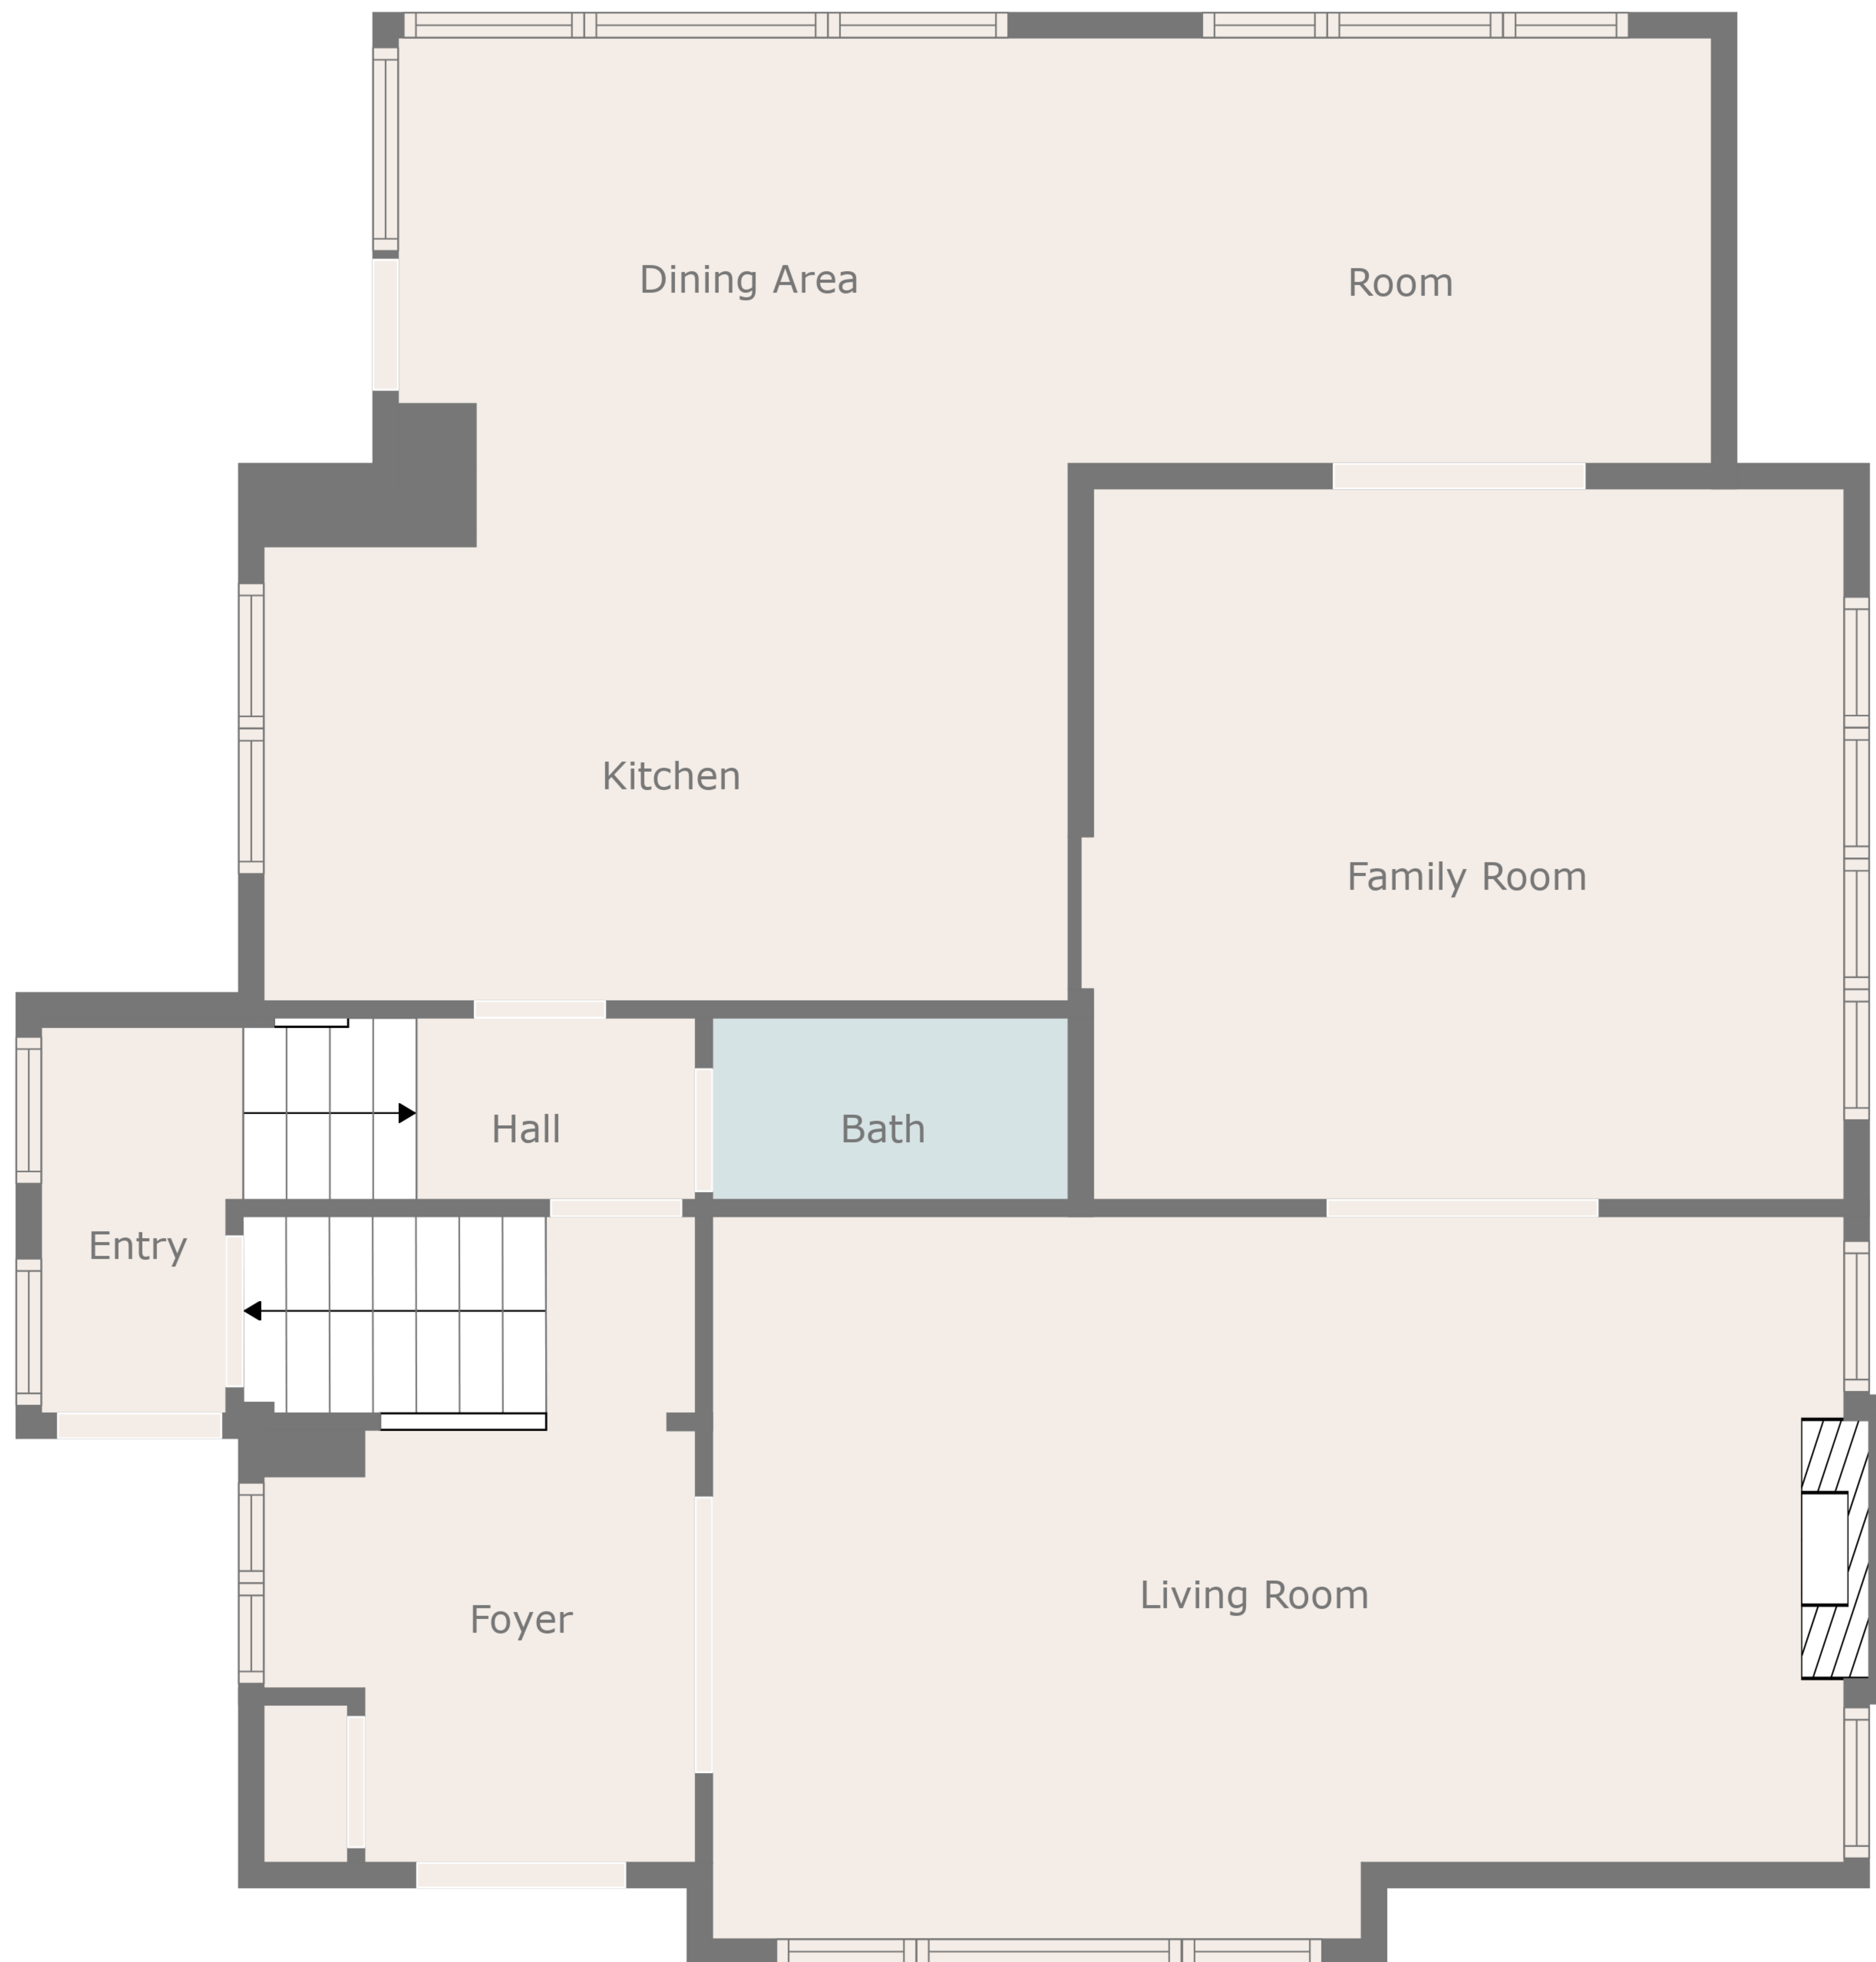 Dining Area
Room
Kitchen
Family Room
Hall
Bath
Entry
Living Room
Foyer